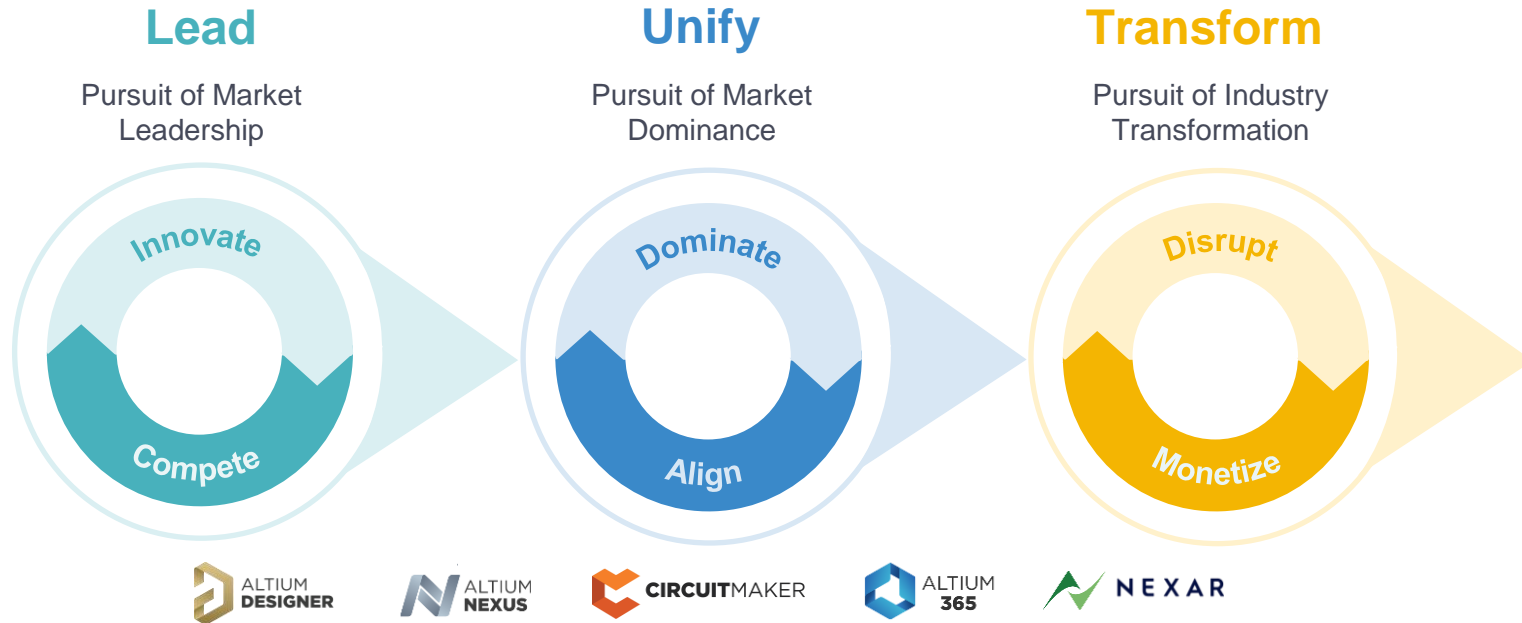 Lead
Pursuit of Market
Leadership
Innovate
Compete
Unify
Pursuit of Market
Dominance
Dominate
Align
Transform
Pursuit of Industry
Transformation
Disrupt
Monetize
ALTIUM
DESIGNER
ALTIUM
NEXUS
CIRCUITMAKER
ALTIUM
365
NEXAR